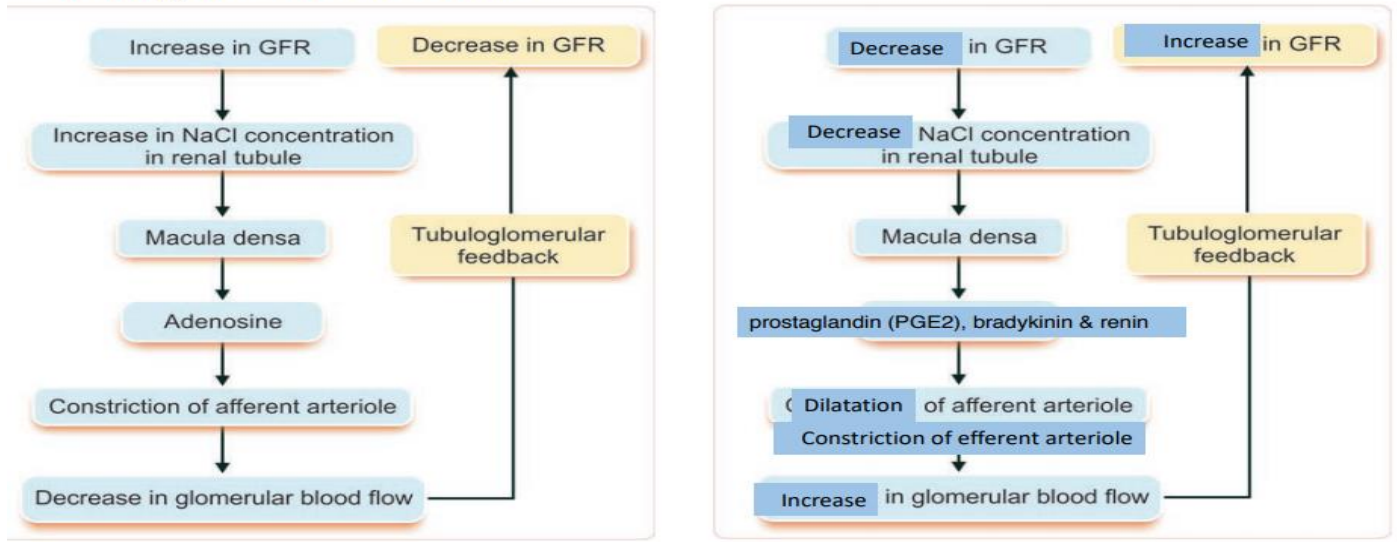 Increase in GFR
Decrease in GFR
Increase in NaCl concentration
in renal tubule
Macula densa
Tubuloglomerular
feedback
Adenosine
Constriction of afferent arteriole
Decrease in glomerular blood flow
Decrease in GFR
Increase in GFR
Decrease NaCl concentration
in renal tubule
Macula densa
Tubuloglomerular
feedback
prostaglandin (PGE2), bradykinin & renin
Dilatation of afferent arteriole
Constriction of efferent arteriole
Increase in glomerular blood flow